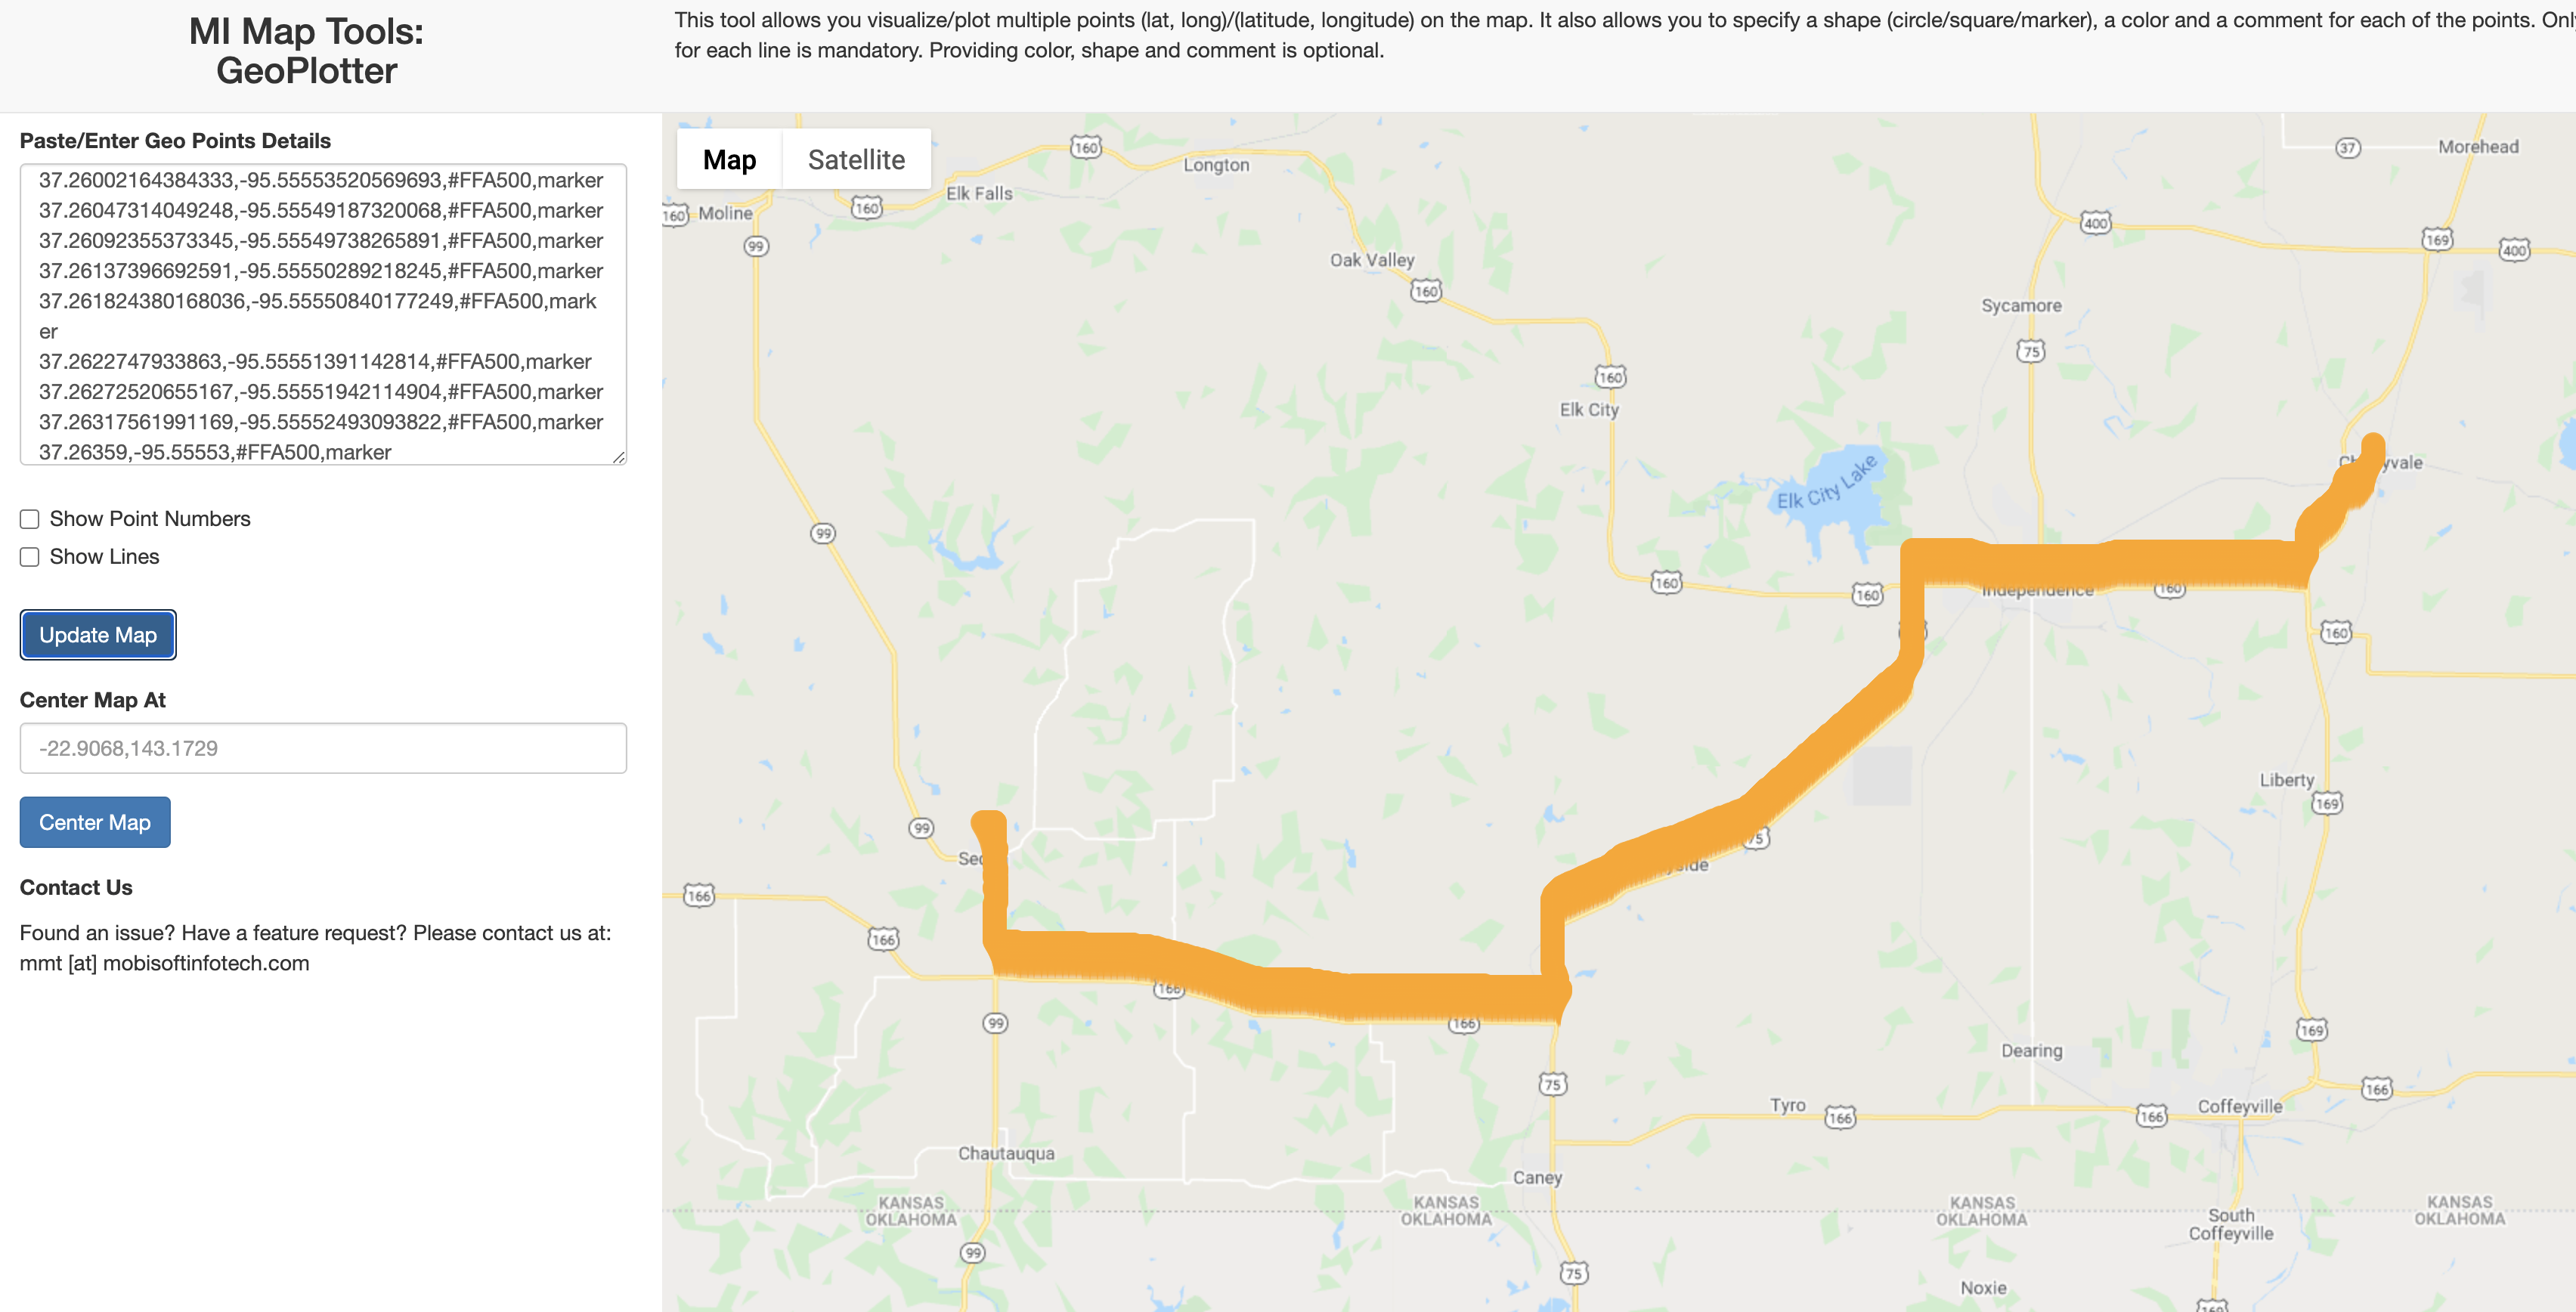 MI Map Tools:
GeoPlotter
This tool allows you visualize/plot multiple points (lat, long)/(latitude, longitude) on the map. It also allows you to specify a shape (circle/square/marker), a color and a comment for each of the points.
for each line is mandatory. Providing color, shape and comment is optional.
Paste/Enter Geo Points Details
37.26002164384333,-95.55553520569693,#FFA500,marker
37.26047314049248,-95.55549187320068,#FFA500,marker
37.26092355373345,-95.55549738265891,#FFA500,marker
37.26137396692591,-95.55550289218245,#FFA500,marker
37.261824380168036,-95.55550840177249,#FFA500,mark
er
37.2622747933863,-95.55551391142814,#FFA500,marker
37.26272520655167,-95.55551942114904,#FFA500,marker
37.26317561991169,-95.55552493093822,#FFA500,marker
37.26359,-95.55553,#FFA500,marker
Show Point Numbers
Show Lines
Update Map
Center Map At
-22.9068,143.1729
Center Map
Contact Us
Found an issue? Have a feature request? Please contact us at:
mmt [at] mobisoftinfotech.com
Map
Satellite
160
Longton
37
Morehead
Elk Falls
160
160
Moline
99
400
169
400
Oak Valley
160
Sycamore
75
160
Elk City
Elk City Lake
99
160
160
Independence
160
160
Liberty
169
99
75
166
166
166
166
99
169
Dearing
75
166
Tyro
166
166
Coffeyville
Chautauqua
Caney
KANSAS
OKLAHOMA
KANSAS
OKLAHOMA
KANSAS
OKLAHOMA
KANSAS
OKLAHOMA
South
Coffeyville
99
75
Noxie
169